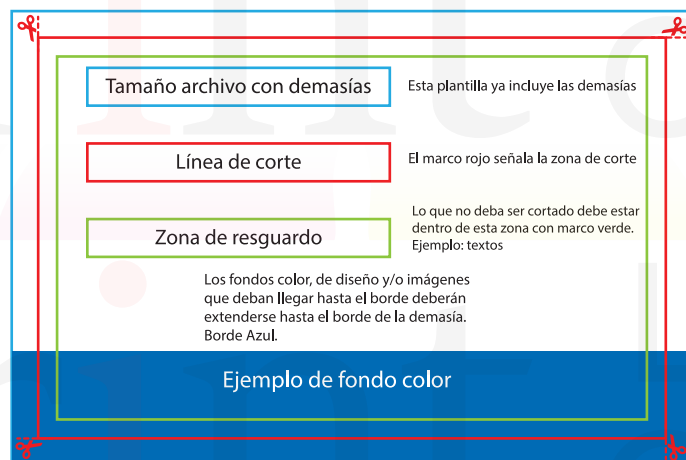 Tamaño archivo con demasías
Esta plantilla ya incluye las demasías
Línea de corte
El marco rojo señala la zona de corte
Zona de resguardo
Lo que no deba ser cortado debe estar
dentro de esta zona con marco verde.
Ejemplo: textos
Los fondos color, de diseño y/o imágenes
que deban llegar hasta el borde deberán
extenderse hasta el borde de la demasía.
Borde Azul.
Ejemplo de fondo color